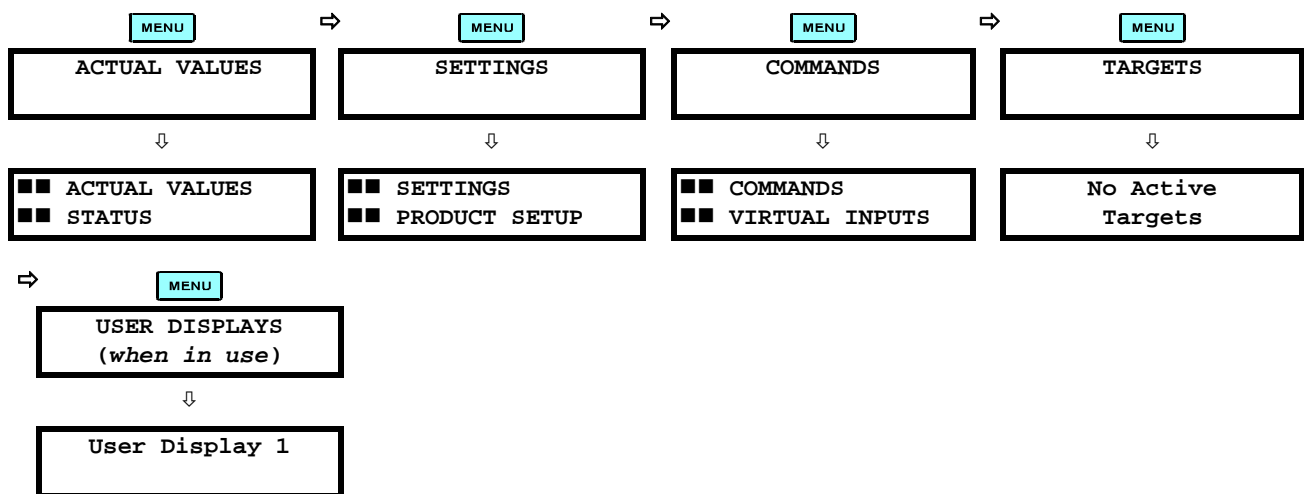 MENU ⇨ MENU ⇨ MENU ⇨ MENU
ACTUAL VALUES
SETTINGS
COMMANDS
TARGETS
■■ ACTUAL VALUES
■■ STATUS
■■ SETTINGS
■■ PRODUCT SETUP
■■ COMMANDS
■■ VIRTUAL INPUTS
No Active
Targets
⇨ MENU
USER DISPLAYS
(when in use)
User Display 1